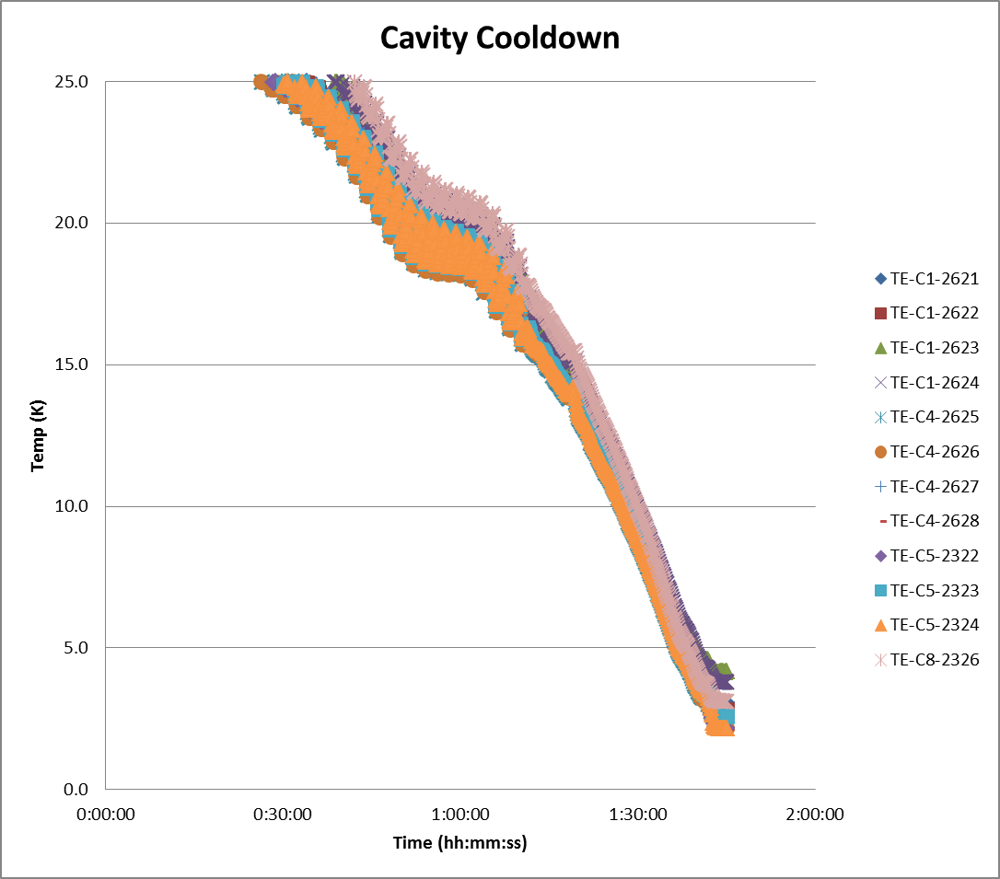 Cavity Cooldown
25.0
20.0
15.0
10.0
5.0
0.0
Temp (K)
0:00:00 0:30:00 1:00:00 1:30:00 2:00:00
Time (hh:mm:ss)
TE-C1-2621
TE-C1-2622
TE-C1-2623
TE-C1-2624
TE-C4-2625
TE-C4-2626
TE-C4-2627
TE-C4-2628
TE-C5-2322
TE-C5-2323
TE-C5-2324
TE-C8-2326